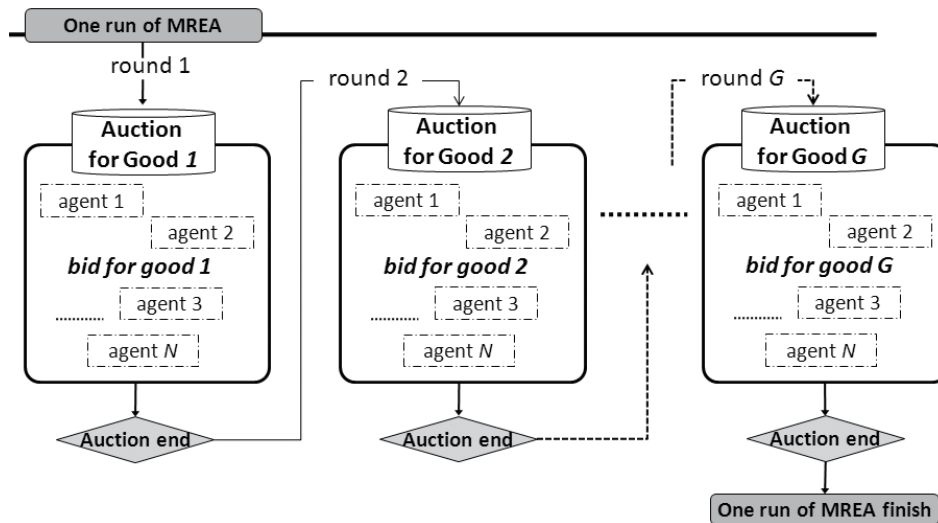 One run of MREA
round 1
Auction
for Good 1
agent 1
agent 2
bid for good 1
agent 3
agent N
Auction end
round 2
Auction
for Good 2
agent 1
agent 2
bid for good 2
agent 3
agent N
Auction end
round G
Auction
for Good G
agent 1
agent 2
bid for good G
agent 3
agent N
Auction end
One run of MREA finish